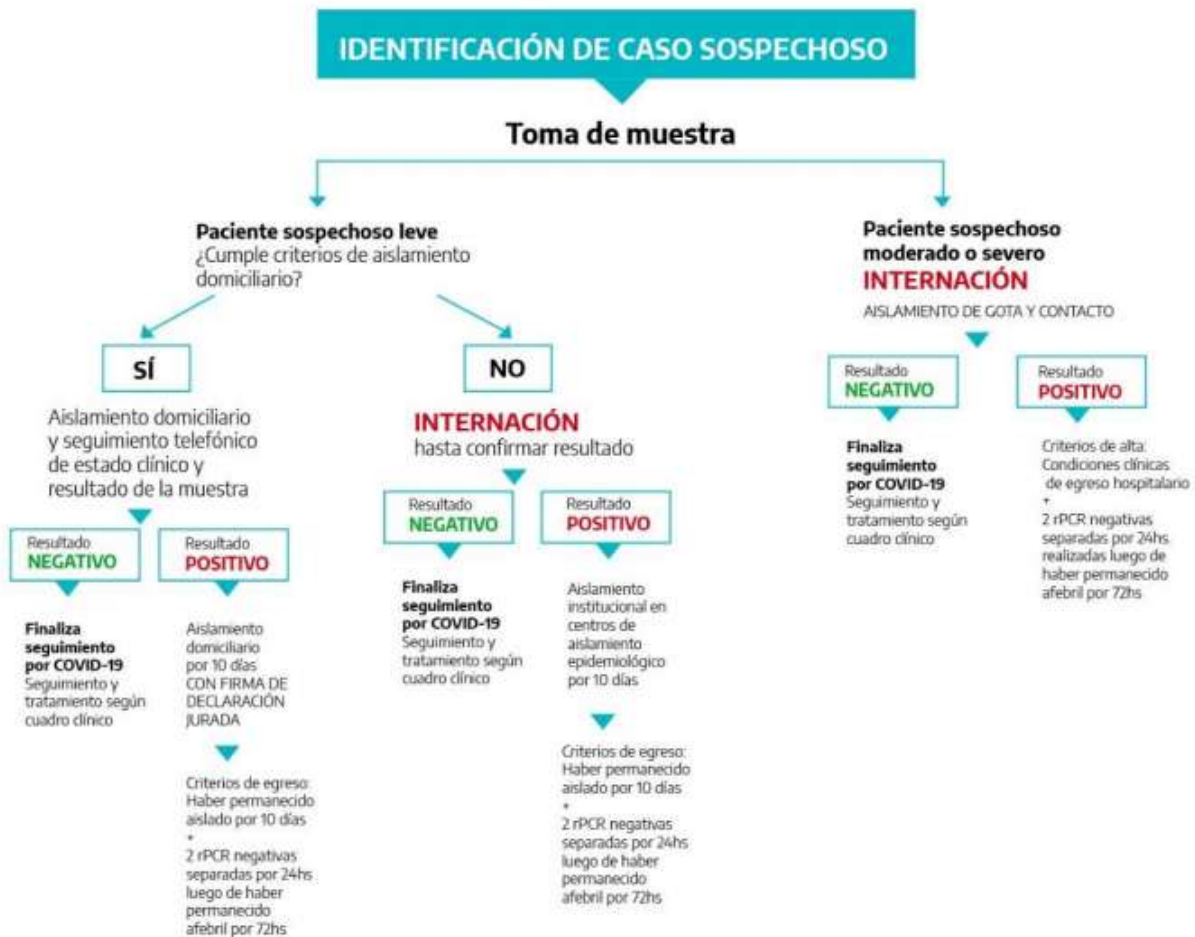 IDENTIFICACIÓN DE CASO SOSPECHOSO
Toma de muestra
Paciente sospechoso leve
¿Cumple criterios de aislamiento
domiciliario?
SÍ
Aislamiento domiciliario
y seguimiento telefónico
de estado clínico y
resultado de la muestra
Resultado
NEGATIVO
Finaliza
seguimiento
por COVID-19
Seguimiento y
tratamiento según
cuadro clínico
Resultado
POSITIVO
Aislamiento
domiciliario
por 10 días
CON FIRMA DE
DECLARACIÓN
JURADA
Criterios de egreso:
Haber permanecido
aislado por 10 días
+
2 rPCR negativas
separadas por 24hs
luego de haber
permanecido
afebril por 72hs
NO
INTERNACIÓN
hasta confirmar resultado
Resultado
NEGATIVO
Finaliza
seguimiento
por COVID-19
Seguimiento y
tratamiento según
cuadro clínico
Resultado
POSITIVO
Aislamiento
institucional en
centros de
aislamiento
epidemiológico
por 10 días
Criterios de egreso:
Haber permanecido
aislado por 10 días
+
2 rPCR negativas
separadas por 24hs
luego de haber
permanecido
afebril por 72hs
Paciente sospechoso
moderado o severo
INTERNACIÓN
AISLAMIENTO DE GOTA Y CONTACTO
Resultado
NEGATIVO
Finaliza
seguimiento
por COVID-19
Seguimiento y
tratamiento según
cuadro clínico
Resultado
POSITIVO
Criterios de alta:
Condiciones clínicas
de egreso hospitalario
+
2 rPCR negativas
separadas por 24hs
realizadas luego de
haber permanecido
afebril por 72hs